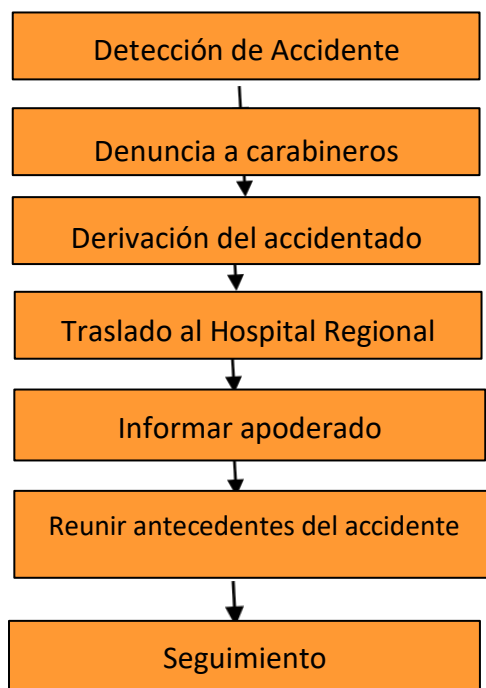 Detección de Accidente
Denuncia a carabineros
Derivación del accidentado
Traslado al Hospital Regional
Informar apoderado
Reunir antecedentes del accidente
Seguimiento